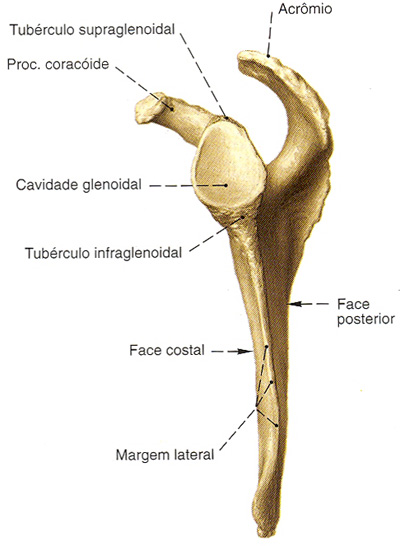 Acrômio
Tubérculo supraglenoidal
Proc. coracóide
Cavidade glenoidal
Tubérculo infraglenoidal
Face
posterior
Face costal
Margem lateral